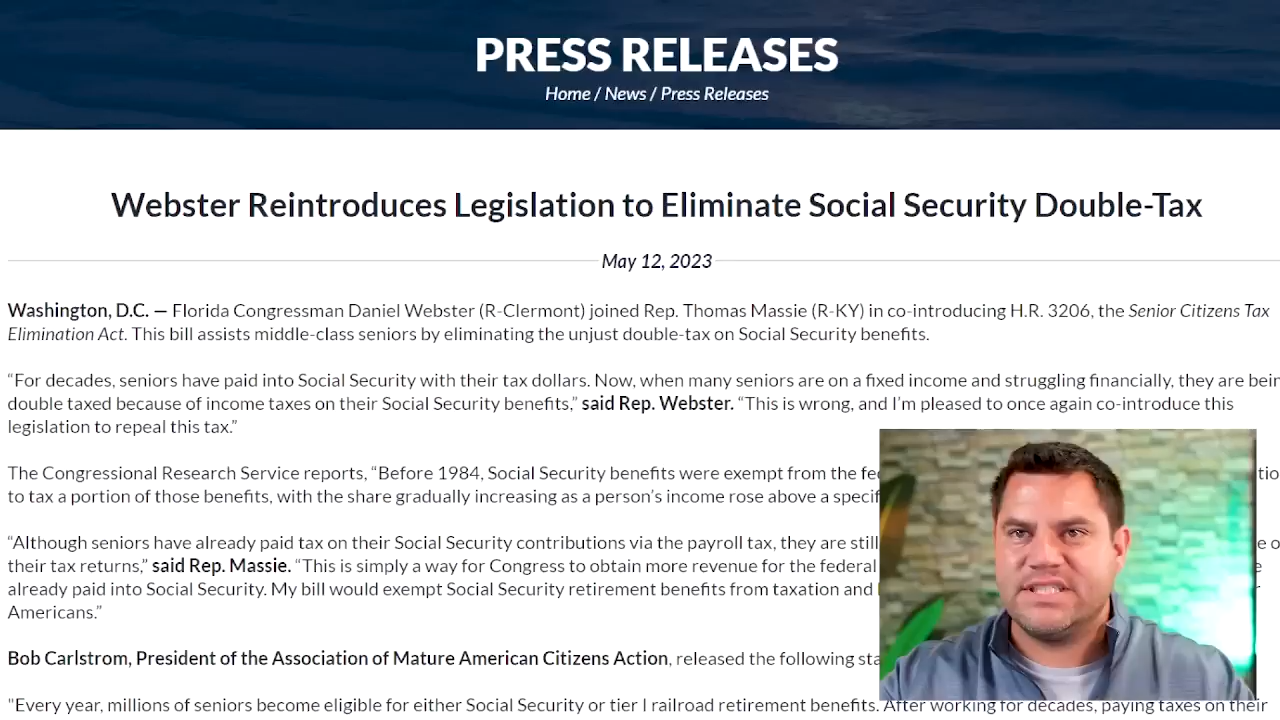 PRESS RELEASES
Home / News / Press Releases
Webster Reintroduces Legislation to Eliminate Social Security Double-Tax
May 12, 2023
Washington, D.C. — Florida Congressman Daniel Webster (R-Clermont) joined Rep. Thomas Massie (R-KY) in co-introducing H.R. 3206, the Senior Citizens Tax
Elimination Act. This bill assists middle-class seniors by eliminating the unjust double-tax on Social Security benefits.
“For decades, seniors have paid into Social Security with their tax dollars. Now, when many seniors are on a fixed income and struggling financially, they are
double taxed because of income taxes on their Social Security benefits,” said Rep. Webster. “This is wrong, and I’m pleased to once again co-introduce this
legislation to repeal this tax.”
The Congressional Research Service reports, “Before 1984, Social Security benefits were exempt from the
to tax a portion of those benefits, with the share gradually increasing as a person’s income rose above a
“Although seniors have already paid tax on their Social Security contributions via the payroll tax, they are still
their tax returns,” said Rep. Massie. “This is simply a way for Congress to obtain more revenue for the federal
already paid into Social Security. My bill would exempt Social Security retirement benefits from taxation and
Americans.”
Bob Carlstrom, President of the Association of Mature American Citizens Action, released the following
"Every year, millions of seniors become eligible for either Social Security or tier I railroad retirement benefits. After working for decades, paying taxes on their